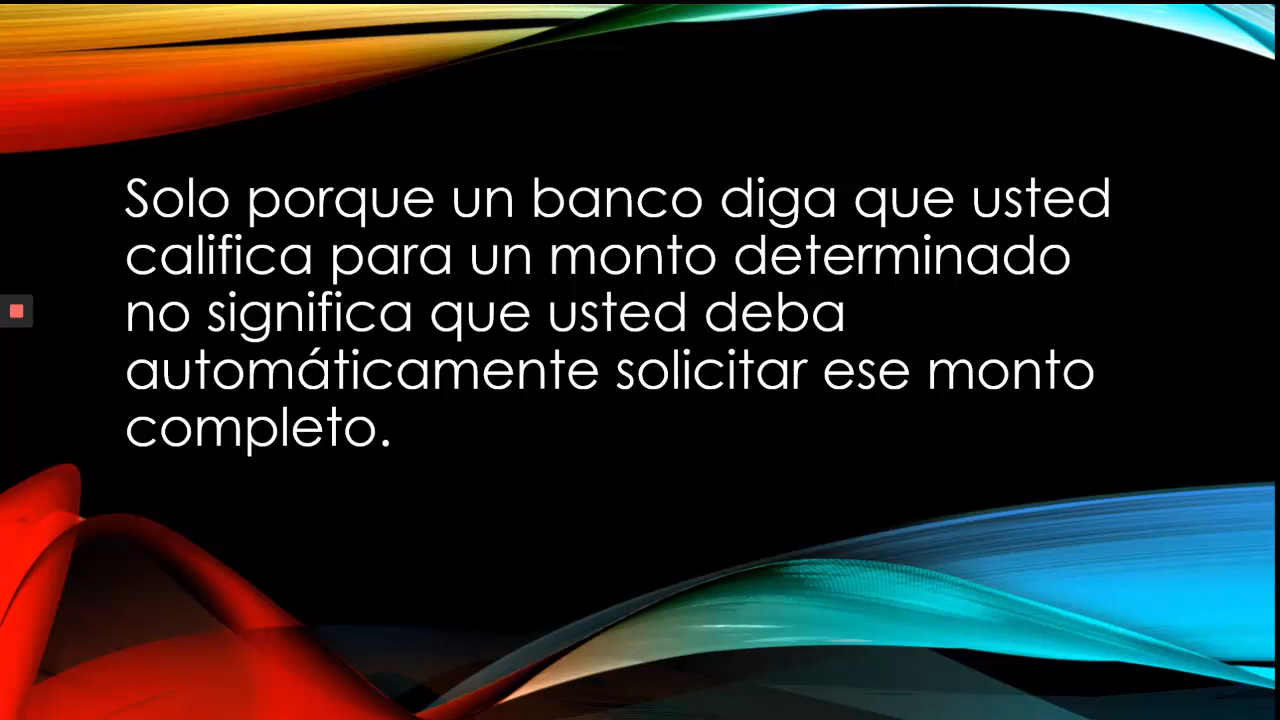 Solo porque un banco diga que usted
califica para un monto determinado
no significa que usted deba
automáticamente solicitar ese monto
completo.